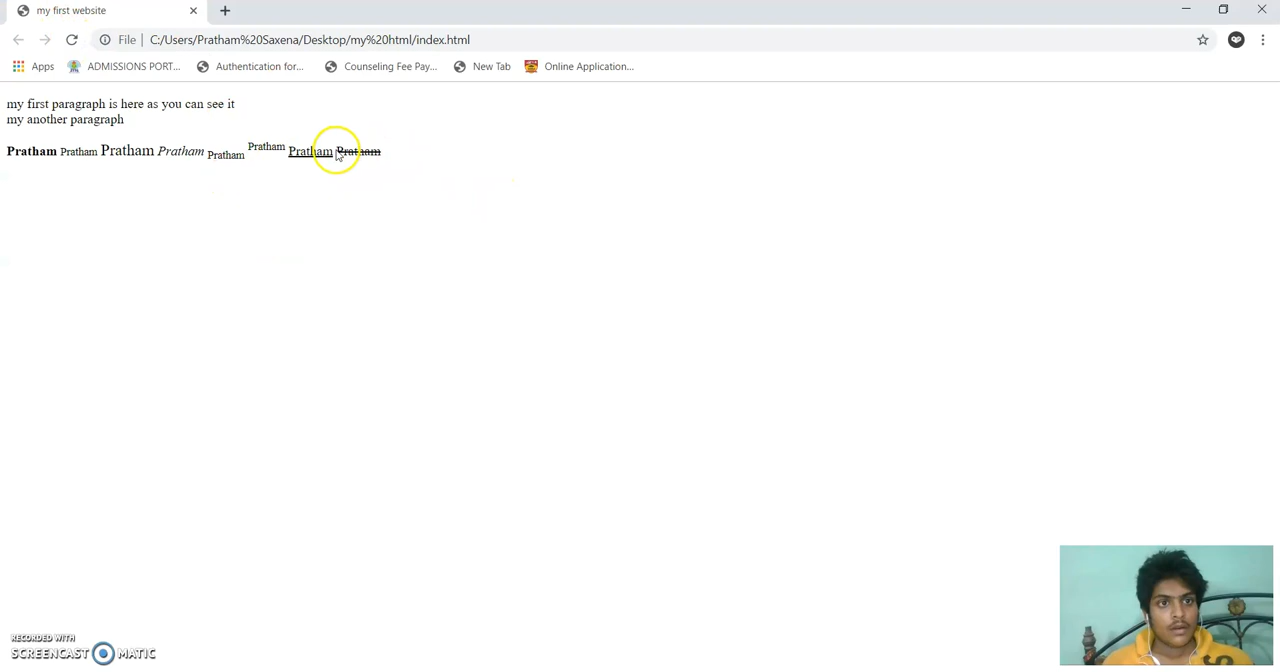 my first website
File | C:/Users/Pratham%20Saxena/Desktop/my%20html/index.html
Apps ADMISSIONS PORT... Authentication for... Counseling Fee Pay... New Tab Online Application...
my first paragraph is here as you can see it
my another paragraph
Pratham Pratham Pratham Pratham Pratham Pratham Pratham Pratham
RECORDED WITH
SCREENCAST MATIC